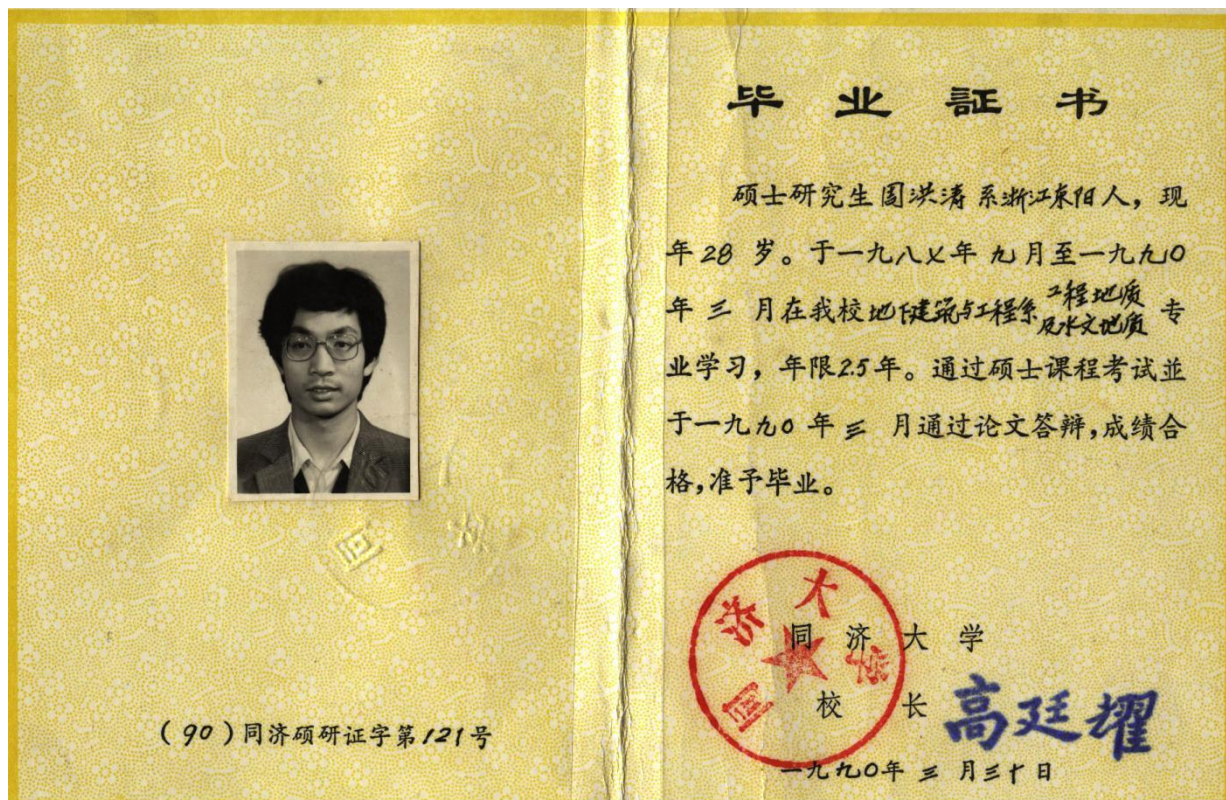 (90)同济硕研证字第121号
毕业証书
硕士研究生周洪涛系浙江东阳人，现
年28岁。于一九八七年九月至一九九〇
年三月在我校地下建筑与工程系工程地质及水文地质专
业学习，年限2.5年。通过硕士课程考试並
于一九九〇年三月通过论文答辩，成绩合
格，准予毕业。
同济大学
同济大学
校长 高廷耀
一九九〇年三月三十日